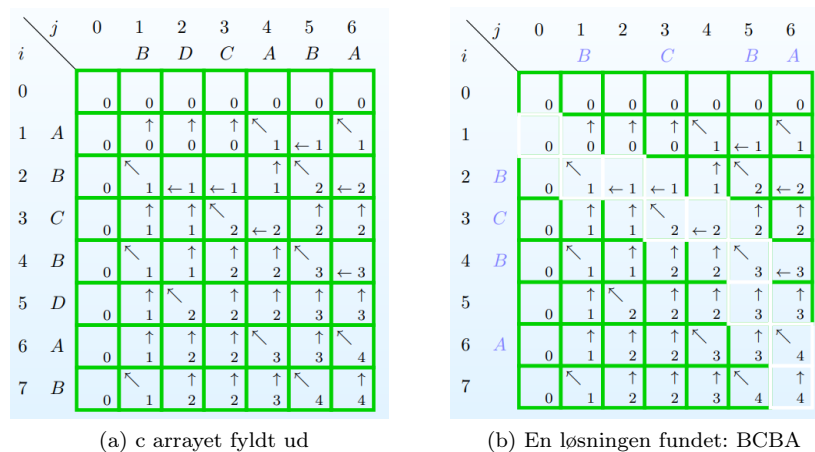 j 0 1 2 3 4 5 6
i B D C A B A
0 0 0 0 0 0 0 0
1 A 0 ↑ 0 ↑ 0 ↑ 0 ↖ 1 ← 1 ↖ 1
2 B 0 ↖ 1 ← 1 ← 1 ↑ 1 ↖ 2 ← 2
3 C 0 ↑ 1 ↑ 1 ↖ 2 ← 2 ↑ 2 ↑ 2
4 B 0 ↖ 1 ↑ 1 ↑ 2 ↑ 2 ↖ 3 ← 3
5 D 0 ↑ 1 ↖ 2 ↑ 2 ↑ 2 ↑ 3 ↑ 3
6 A 0 ↑ 1 ↑ 2 ↑ 2 ↖ 3 ↑ 3 ↖ 4
7 B 0 ↖ 1 ↑ 2 ↑ 2 ↑ 3 ↖ 4 ↑ 4
(a) c arrayet fyldt ud
j 0 1 2 3 4 5 6
i B C B A
0 0 0 0 0 0 0 0
1 0 ↑ 0 ↑ 0 ↑ 0 ↖ 1 ← 1 ↖ 1
2 B 0 ↖ 1 ← 1 ← 1 ↑ 1 ↖ 2 ← 2
3 C 0 ↑ 1 ↑ 1 ↖ 2 ← 2 ↑ 2 ↑ 2
4 B 0 ↖ 1 ↑ 1 ↑ 2 ↑ 2 ↖ 3 ← 3
5 0 ↑ 1 ↖ 2 ↑ 2 ↑ 2 ↑ 3 ↑ 3
6 A 0 ↑ 1 ↑ 2 ↑ 2 ↖ 3 ↑ 3 ↖ 4
7 0 ↖ 1 ↑ 2 ↑ 2 ↑ 3 ↖ 4 ↑ 4
(b) En løsningen fundet: BCBA